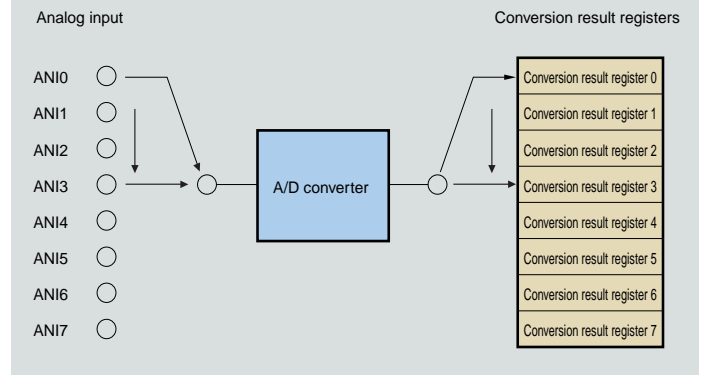 Analog input
Conversion result registers
ANI0
Conversion result register 0
ANI1
Conversion result register 1
ANI2
Conversion result register 2
ANI3
A/D converter
Conversion result register 3
ANI4
Conversion result register 4
ANI5
Conversion result register 5
ANI6
Conversion result register 6
ANI7
Conversion result register 7